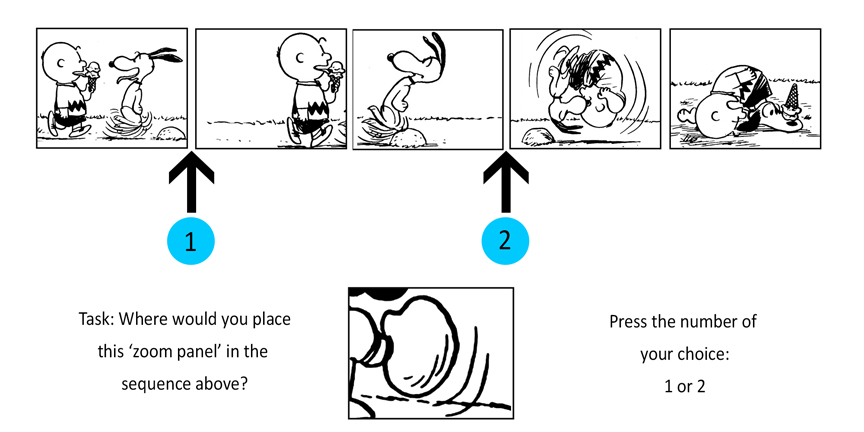 1
2
Task: Where would you place
this ‘zoom panel’ in the
sequence above?
Press the number of
your choice:
1 or 2